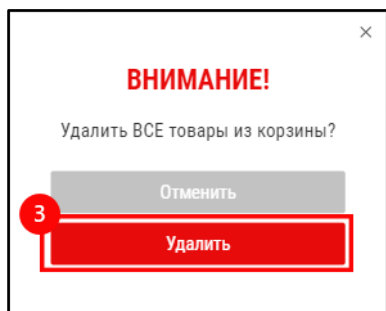 ВНИМАНИЕ!
Удалить ВСЕ товары из корзины?
Отменить
3
Удалить